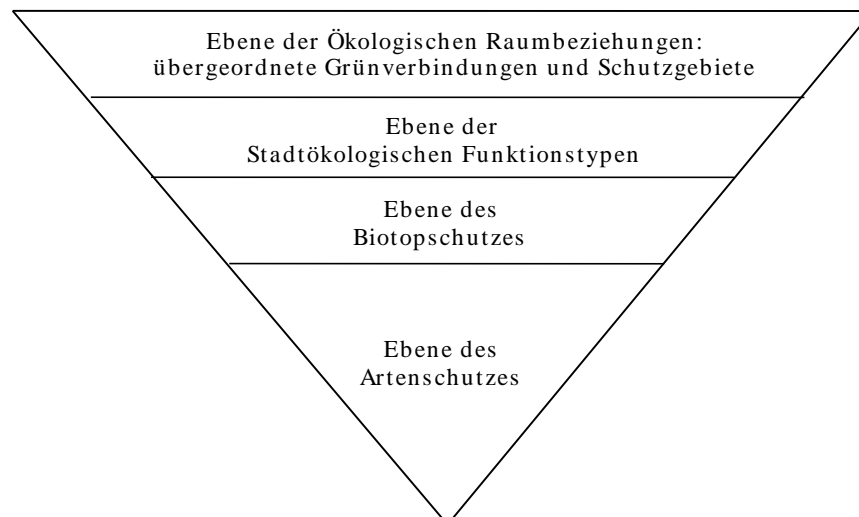 Ebene der Ökologischen Raumbeziehungen:
übergeordnete Grünverbindungen und Schutzgebiete
Ebene der
Stadtökologischen Funktionstypen
Ebene des
Biotopschutzes
Ebene des
Artenschutzes